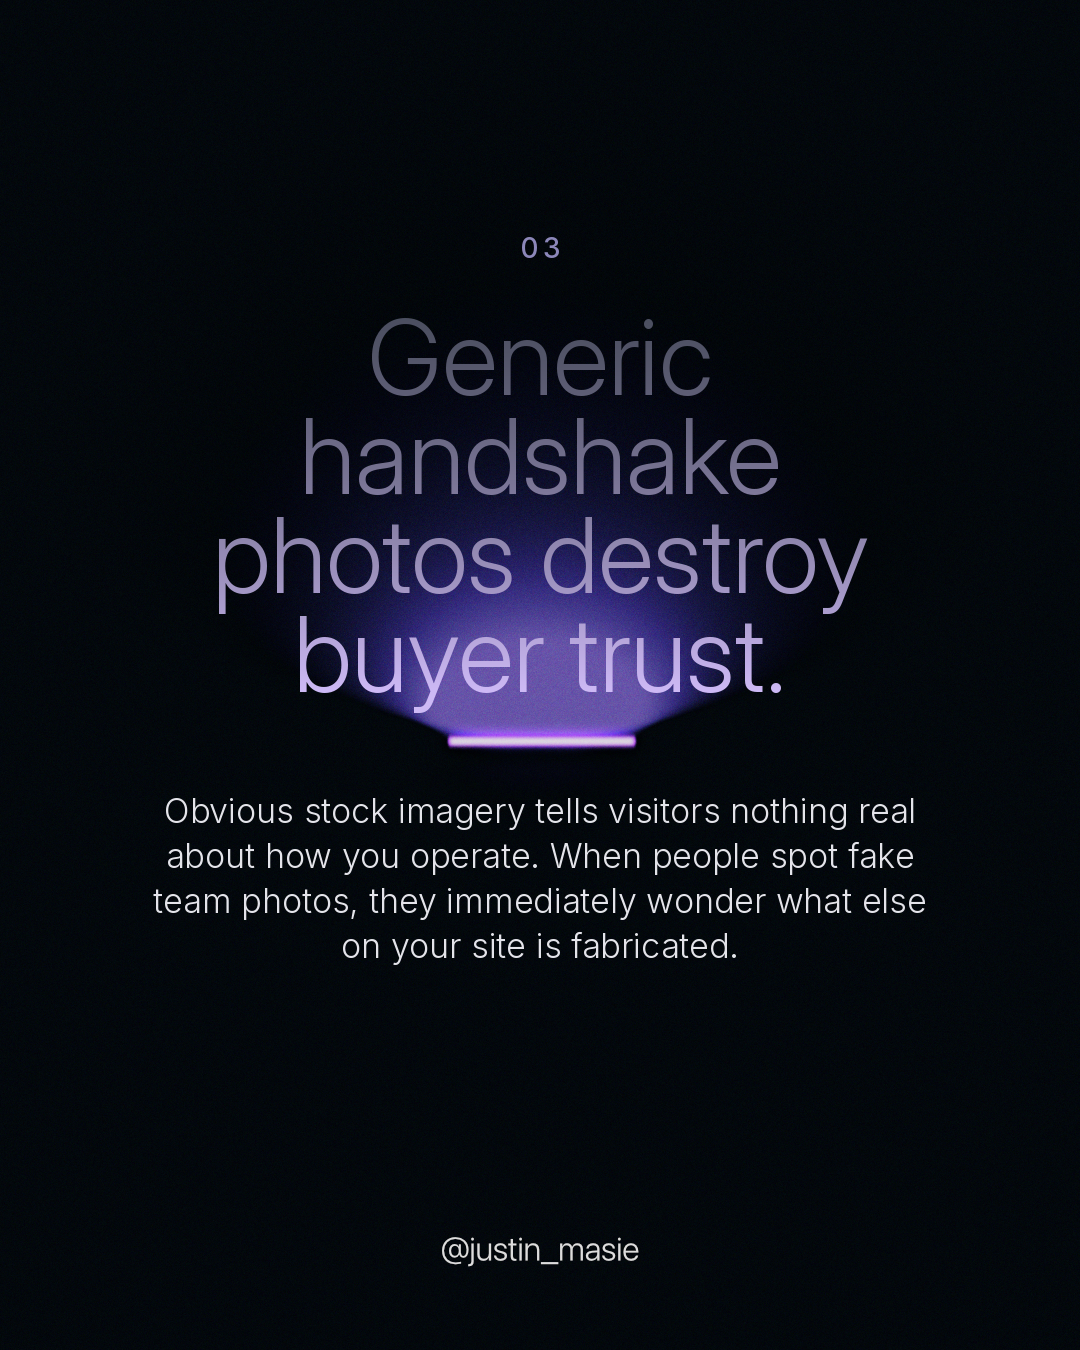 03
Generic
handshake
photos destroy
buyer trust.
Obvious stock imagery tells visitors nothing real
about how you operate. When people spot fake
team photos, they immediately wonder what else
on your site is fabricated.
@justin_masie